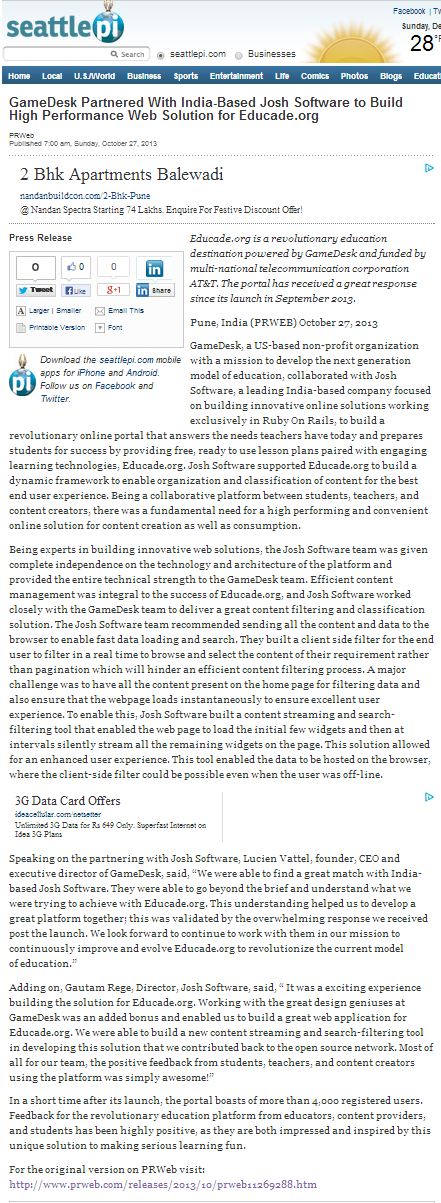 seattlepi
Facebook | Tw
Sunday, De
28
Search
seattlepi.com
Businesses
Home Local U.S./World Business Sports Entertainment Life Comics Photos Blogs Educat
GameDesk Partnered With India-Based Josh Software to Build
High Performance Web Solution for Educade.org
PRWeb
Published 7:00 am, Sunday, October 27, 2013
2 Bhk Apartments Balewadi
nandanbuildcon.com/2-Bhk-Pune
@ Nandan Spectra Starting 74 Lakhs. Enquire For Festive Discount Offer!
Press Release
0 0 0 in
Tweet Like +1 in Share
A Larger | Smaller Email This
Printable Version Font
pi
Download the seattlepi.com mobile
apps for iPhone and Android.
Follow us on Facebook and
Twitter.
Educade.org is a revolutionary education
destination powered by GameDesk and funded by
multi-national telecommunication corporation
AT&T. The portal has received a great response
since its launch in September 2013.
Pune, India (PRWEB) October 27, 2013
GameDesk, a US-based non-profit organization
with a mission to develop the next generation
model of education, collaborated with Josh
Software, a leading India-based company focused
on building innovative online solutions working
exclusively in Ruby On Rails, to build a
revolutionary online portal that answers the needs teachers have today and prepares
students for success by providing free, ready to use lesson plans paired with engaging
learning technologies, Educade.org. Josh Software supported Educade.org to build a
dynamic framework to enable organization and classification of content for the best
end user experience. Being a collaborative platform between students, teachers, and
content creators, there was a fundamental need for a high performing and convenient
online solution for content creation as well as consumption.
Being experts in building innovative web solutions, the Josh Software team was given
complete independence on the technology and architecture of the platform and
provided the entire technical strength to the GameDesk team. Efficient content
management was integral to the success of Educade.org, and Josh Software worked
closely with the GameDesk team to deliver a great content filtering and classification
solution. The Josh Software team recommended sending all the content and data to the
browser to enable fast data loading and search. They built a client side filter for the end
user to filter in a real time to browse and select the content of their requirement rather
than pagination which will hinder an efficient content filtering process. A major
challenge was to have all the content present on the home page for filtering data and
also ensure that the webpage loads instantaneously to ensure excellent user
experience. To enable this, Josh Software built a content streaming and search-
filtering tool that enabled the web page to load the initial few widgets and then at
intervals silently stream all the remaining widgets on the page. This solution allowed
for an enhanced user experience. This tool enabled the data to be hosted on the browser,
where the client-side filter could be possible even when the user was off-line.
3G Data Card Offers
ideacellular.com/netsetter
Unlimited 3G Data for Rs 649 Only. Superfast Internet on
Idea 3G Plans
Speaking on the partnering with Josh Software, Lucien Vattel, founder, CEO and
executive director of GameDesk, said, “We were able to find a great match with India-
based Josh Software. They were able to go beyond the brief and understand what we
were trying to achieve with Educade.org. This understanding helped us to develop a
great platform together; this was validated by the overwhelming response we received
post the launch. We look forward to continue to work with them in our mission to
continuously improve and evolve Educade.org to revolutionize the current model
of education.”
Adding on, Gautam Rege, Director, Josh Software, said, “ It was a exciting experience
building the solution for Educade.org. Working with the great design geniuses at
GameDesk was an added bonus and enabled us to build a great web application for
Educade.org. We were able to build a new content streaming and search-filtering tool
in developing this solution that we contributed back to the open source network. Most of
all for our team, the positive feedback from students, teachers, and content creators
using the platform was simply awesome!”
In a short time after its launch, the portal boasts of more than 4,000 registered users.
Feedback for the revolutionary education platform from educators, content providers,
and students has been highly positive, as they are both impressed and inspired by this
unique solution to making serious learning fun.
For the original version on PRWeb visit:
http://www.prweb.com/releases/2013/10/prweb11269288.htm